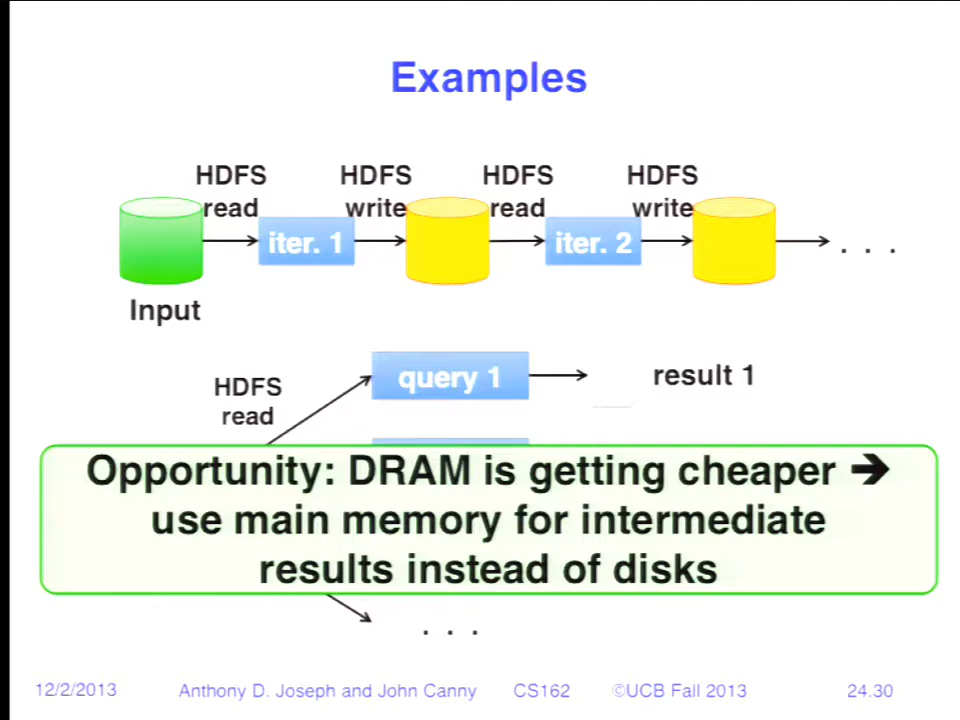 Examples
HDFS HDFS HDFS HDFS
read write read write
iter. 1 iter. 2
. . .
Input
query 1 result 1
HDFS
read
Opportunity: DRAM is getting cheaper ➔
use main memory for intermediate
results instead of disks
. . .
12/2/2013 Anthony D. Joseph and John Canny CS162 ©UCB Fall 2013 24.30